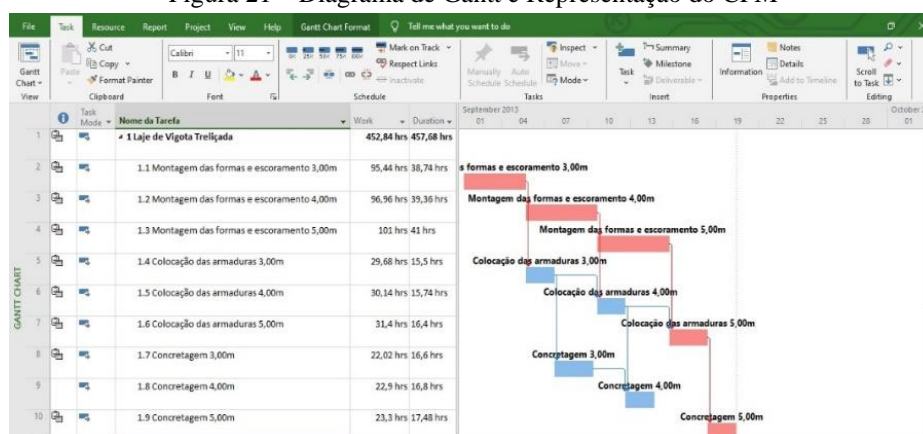 Figura 21 – Diagrama de Gantt e Representação do CPM
File Task Resource Report Project View Help Gantt Chart Format Tell me what you want to do
Gantt Chart
View
Paste
Cut
Copy
Format Painter
Clipboard
Calibri 11
B I U A
Font
0% 25% 50% 75% 100%
Mark on Track
Respect Links
Inactivate
Schedule
Manually Schedule
Auto Schedule
Inspect
Move
Mode
Tasks
Task
Summary
Milestone
Deliverable
Insert
Information
Notes
Details
Add to Timeline
Properties
Scroll to Task
Editing
Task Mode Nome da Tarefa Work Duration
September 2013 October
01 04 07 10 13 16 19 22 25 28 01
GANTT CHART
1 1 Laje de Vigota Treliçada 452,84 hrs 457,68 hrs
2 1.1 Montagem das formas e escoramento 3,00m 95,44 hrs 38,74 hrs
s formas e escoramento 3,00m
3 1.2 Montagem das formas e escoramento 4,00m 96,96 hrs 39,36 hrs
Montagem das formas e escoramento 4,00m
4 1.3 Montagem das formas e escoramento 5,00m 101 hrs 41 hrs
Montagem das formas e escoramento 5,00m
5 1.4 Colocação das armaduras 3,00m 29,68 hrs 15,5 hrs
Colocação das armaduras 3,00m
6 1.5 Colocação das armaduras 4,00m 30,14 hrs 15,74 hrs
Colocação das armaduras 4,00m
7 1.6 Colocação das armaduras 5,00m 31,4 hrs 16,4 hrs
Colocação das armaduras 5,00m
8 1.7 Concretagem 3,00m 22,02 hrs 16,6 hrs
Concretagem 3,00m
9 1.8 Concretagem 4,00m 22,9 hrs 16,8 hrs
Concretagem 4,00m
10 1.9 Concretagem 5,00m 23,3 hrs 17,48 hrs
Concretagem 5,00m